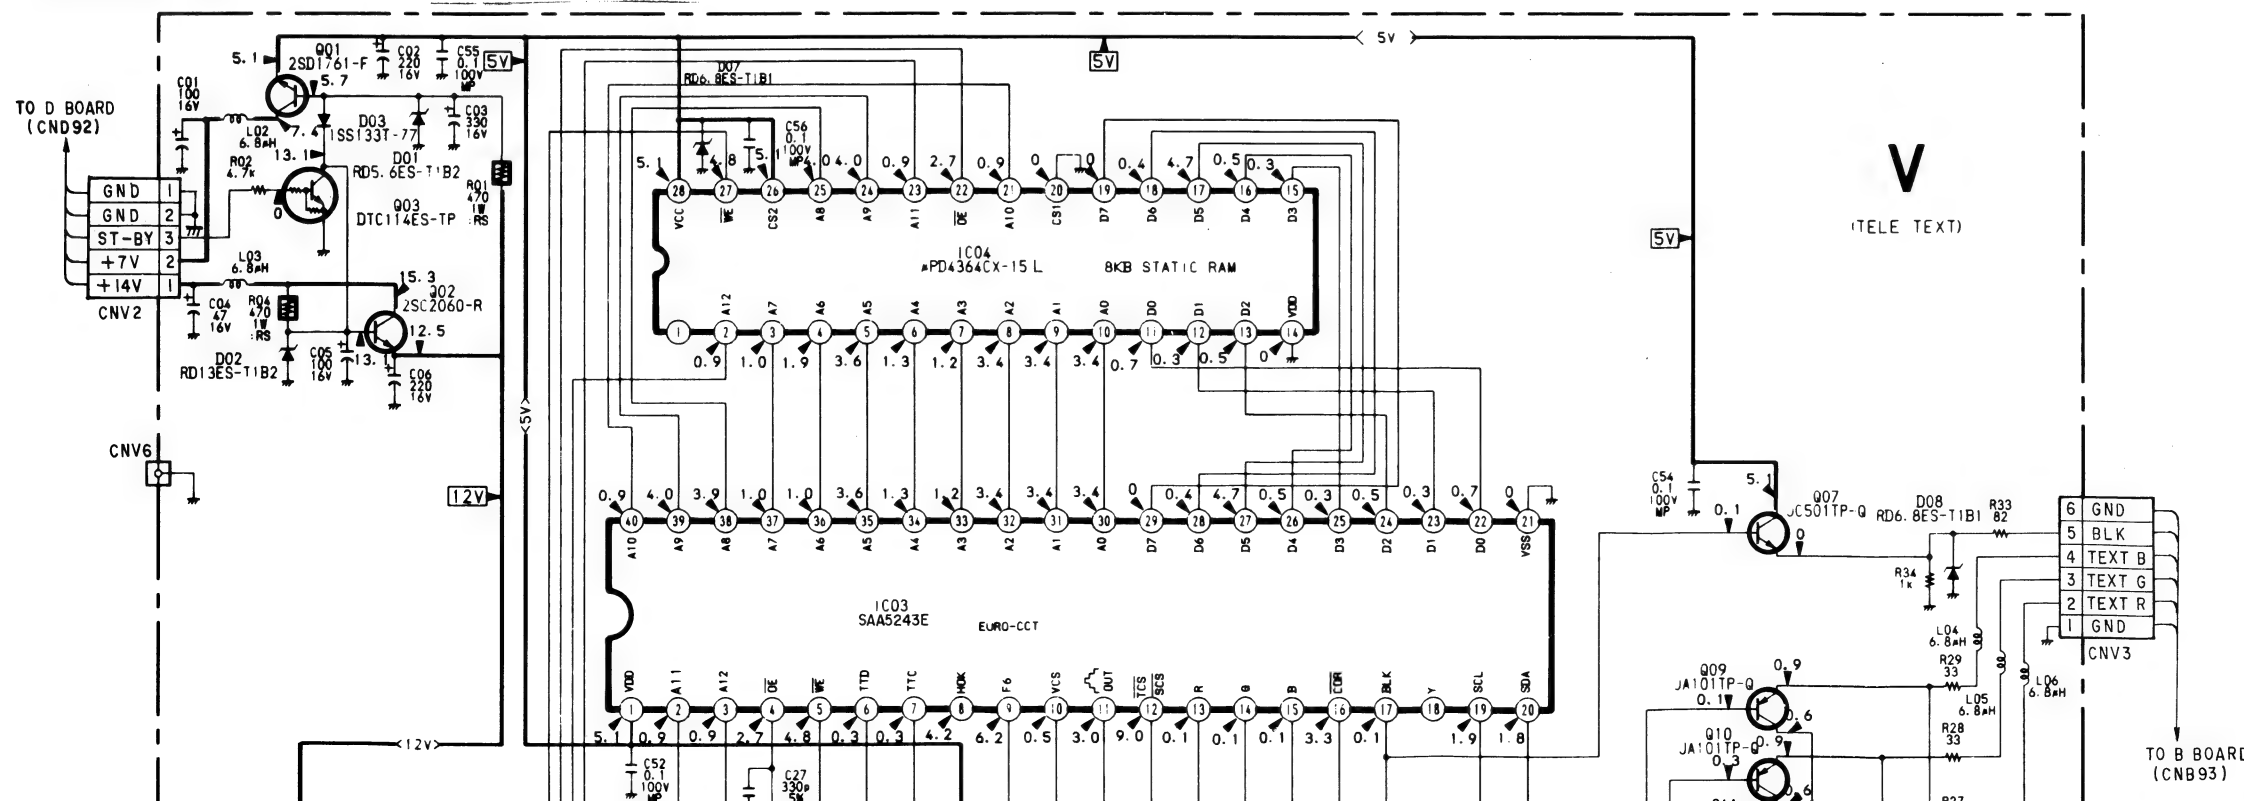 TO D BOARD
(CND92)
GND 1
GND 2
ST-BY 3
+7V 2
+14V 1
CNV2
CNV6
C01
100
16V
L02
6.8µH
R02
4.7K
5.1
Q01
2SD1761-F
5.7
7.4
D03
1SS133T-77
13.1
D01
RD5.6ES-T1B2
Q03
DTC114ES-TP
0
C02
220
16V
C55
0.1
100V
MP
C03
330
16V
R01
470
1W
:RS
L03
6.8µH
C04
47
16V
R04
470
1W
:RS
15.3
Q02
2SC2060-R
12.5
13.1
D02
RD13ES-T1B2
C05
100
16V
C06
220
16V
12V
12V
5V
5V
5V
5V
5V
D07
RD6.8ES-T1B1
C56
0.1
100V
MP
5.1 4.8 5.1 4.0 4.0 0.9 2.7 0.9 0 0 0.4 4.7 0.5 0.3
28 27 26 25 24 23 22 21 20 19 18 17 16 15
VCC WE CS2 A8 A9 A11 OE A10 CS1 D7 D6 D5 D4 D3
IC04
µPD4364CX-15L 8KB STATIC RAM
A12 A7 A6 A5 A4 A3 A2 A1 A0 D0 D1 D2 VDD
1 2 3 4 5 6 7 8 9 10 11 12 13 14
0.9 1.0 1.9 3.6 1.3 1.2 3.4 3.4 3.4 0.7 0.3 0.5 0
0.9 4.0 3.9 1.0 1.0 3.6 1.3 1.2 3.4 3.4 3.4 0 0.4 4.7 0.5 0.3 0.5 0.3 0.7 0
40 39 38 37 36 35 34 33 32 31 30 29 28 27 26 25 24 23 22 21
A10 A9 A8 A7 A6 A5 A4 A3 A2 A1 A0 D7 D6 D5 D4 D3 D2 D1 D0 VSS
IC03
SAA5243E EURO-CCT
VDD A11 A12 OE WE TTD TTC F6 VCS OUT TCS SCS R B COR BLK Y SCL SDA
1 2 3 4 5 6 7 8 9 10 11 12 13 14 15 16 17 18 19 20
5.1 0.9 0.9 2.7 4.8 0.3 0.3 4.2 6.2 0.5 3.0 9.0 0.1 0.1 0.1 3.3 0.1 1.9 1.8
C52
0.1
100V
MP
C27
330p
V
(TELE TEXT)
C54
0.1
100V
MP
5.1
0.1
Q07
JC501TP-Q
0
D08
RD6.8ES-T1B1
R33
82
R34
1K
6 GND
5 BLK
4 TEXT B
3 TEXT G
2 TEXT R
1 GND
CNV3
L04
6.8µH
R29
33
L05
6.8µH
L06
6.8µH
R28
33
Q09
JA101TP-Q
0.1
0.9
0.6
Q10
JA101TP-Q
0.3
0.9
0.6
TO B BOARD
(CNB93)